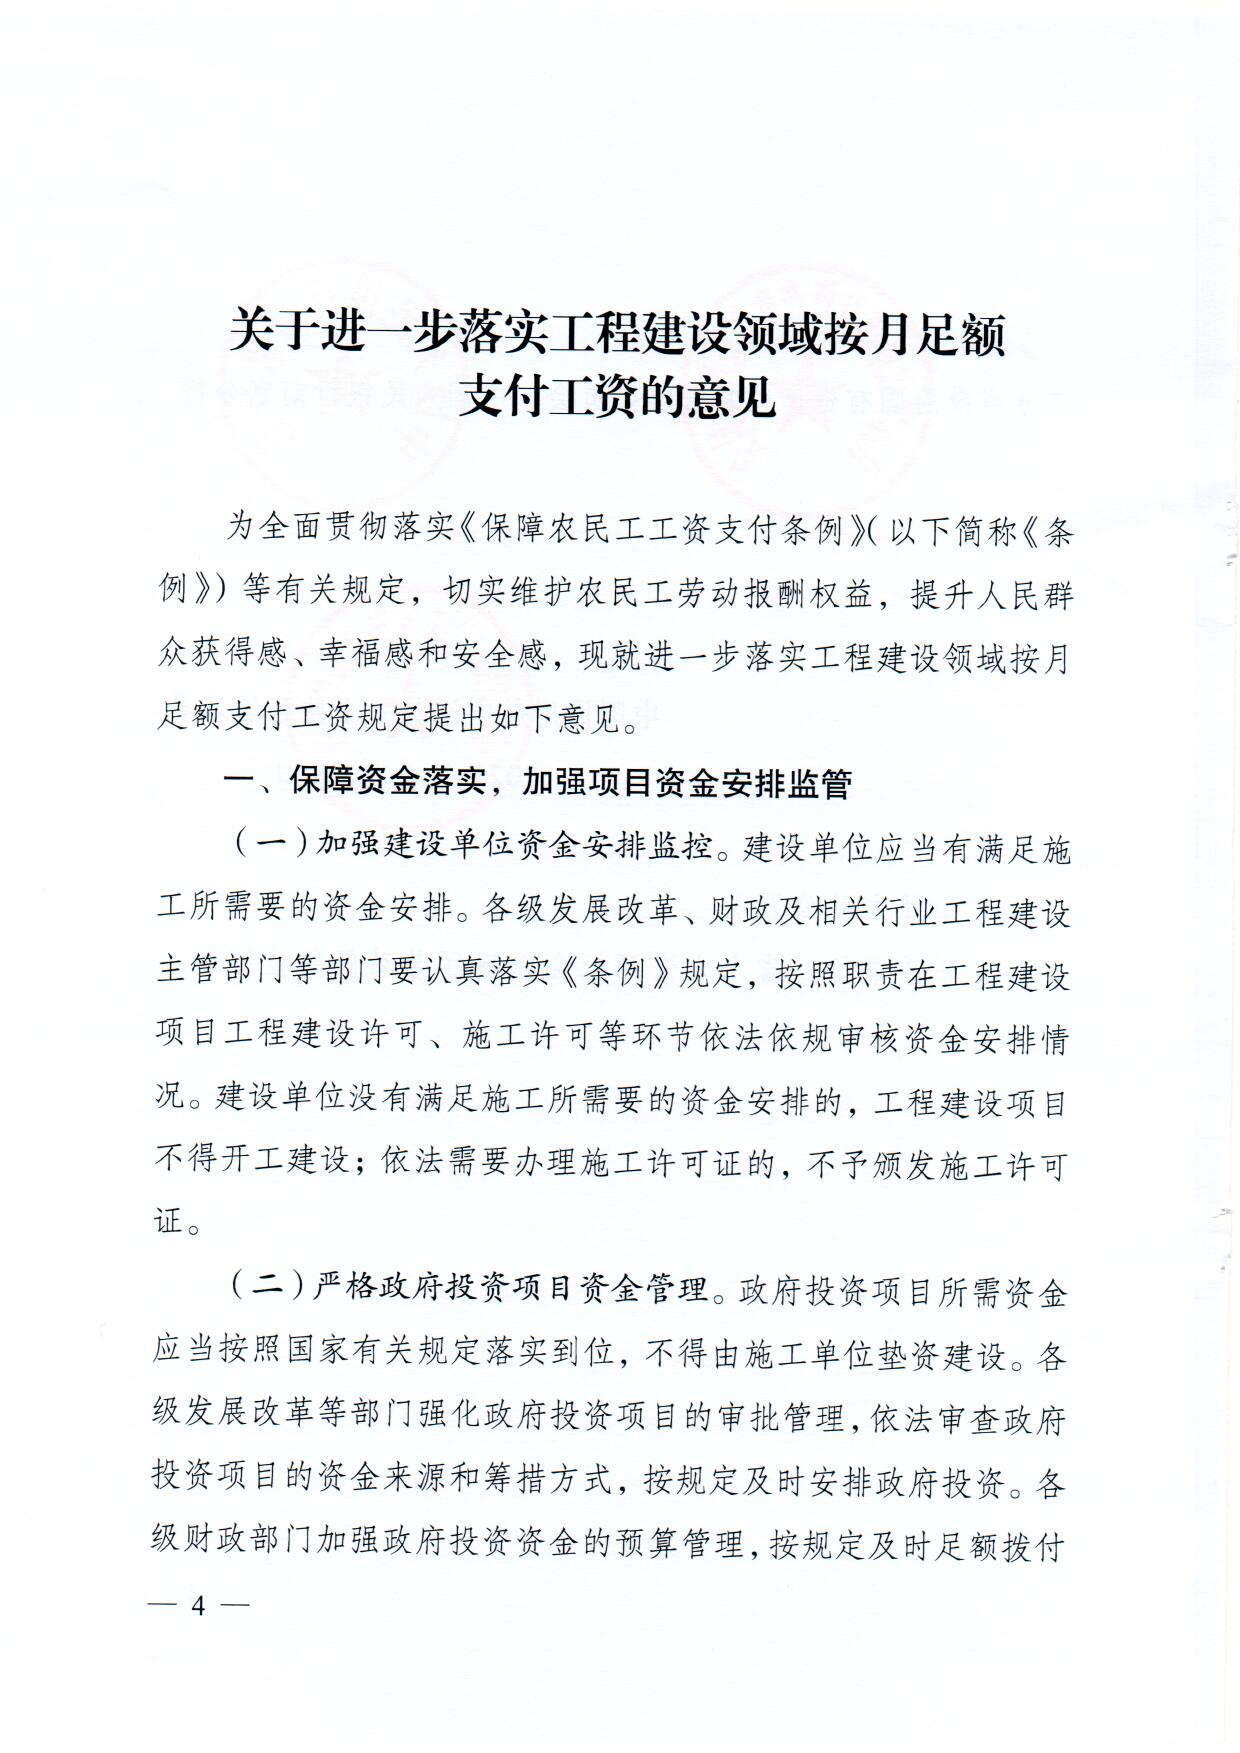 关于进一步落实工程建设领域按月足额
支付工资的意见
为全面贯彻落实《保障农民工工资支付条例》(以下简称《条
例》)等有关规定，切实维护农民工劳动报酬权益，提升人民群
众获得感、幸福感和安全感，现就进一步落实工程建设领域按月
足额支付工资规定提出如下意见。
一、保障资金落实，加强项目资金安排监管
（一）加强建设单位资金安排监控。建设单位应当有满足施
工所需要的资金安排。各级发展改革、财政及相关行业工程建设
主管部门等部门要认真落实《条例》规定，按照职责在工程建设
项目工程建设许可、施工许可等环节依法依规审核资金安排情
况。建设单位没有满足施工所需要的资金安排的，工程建设项目
不得开工建设；依法需要办理施工许可证的，不予颁发施工许可
证。
（二）严格政府投资项目资金管理。政府投资项目所需资金
应当按照国家有关规定落实到位，不得由施工单位垫资建设。各
级发展改革等部门强化政府投资项目的审批管理，依法审查政府
投资项目的资金来源和筹措方式，按规定及时安排政府投资。各
级财政部门加强政府投资资金的预算管理，按规定及时足额拨付
— 4 —